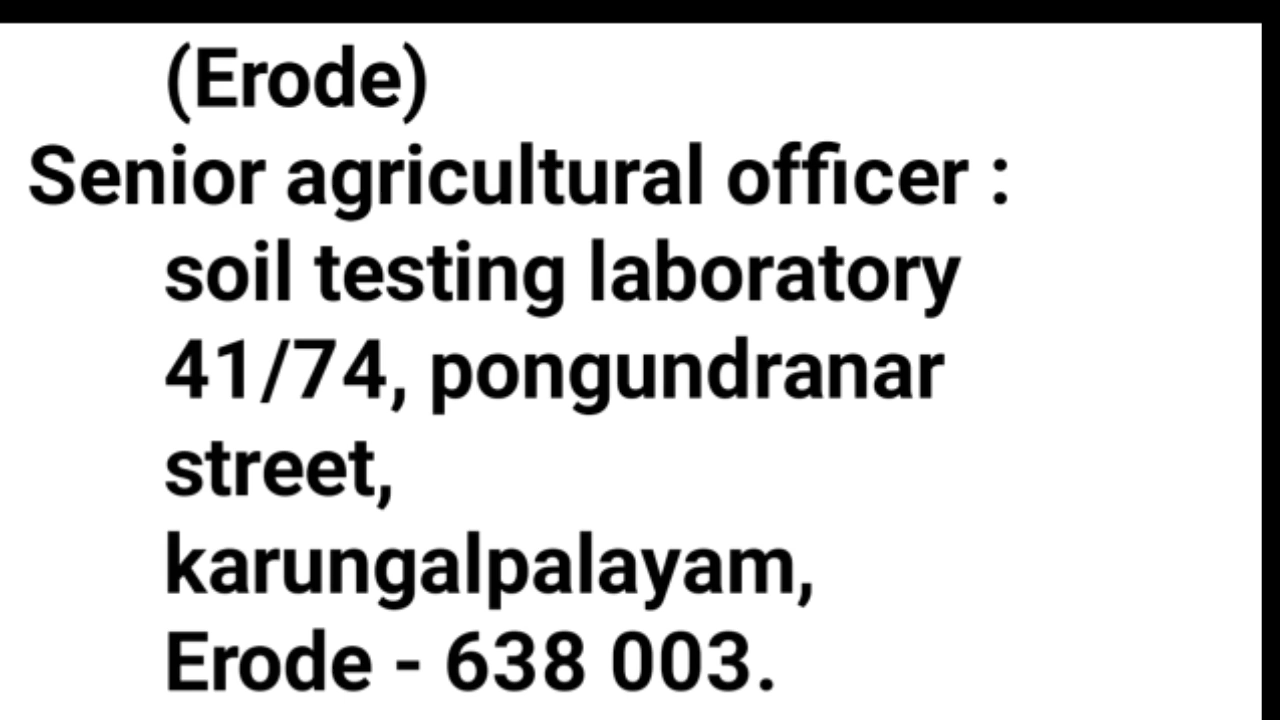 (Erode)
Senior agricultural officer :
soil testing laboratory
41/74, pongundranar
street,
karungalpalayam,
Erode - 638 003.